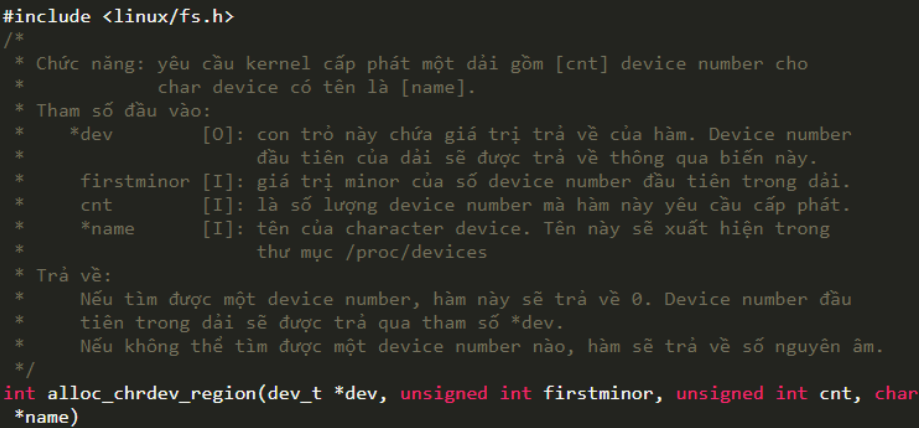 #include <linux/fs.h>
/*
 * Chức năng: yêu cầu kernel cấp phát một dải gồm [cnt] device number cho
 *            char device có tên là [name].
 * Tham số đầu vào:
 *    *dev        [O]: con trỏ này chứa giá trị trả về của hàm. Device number
 *                     đầu tiên của dải sẽ được trả về thông qua biến này.
 *     firstminor [I]: giá trị minor của số device number đầu tiên trong dải.
 *     cnt        [I]: là số lượng device number mà hàm này yêu cầu cấp phát.
 *     *name      [I]: tên của character device. Tên này sẽ xuất hiện trong
 *                     thư mục /proc/devices
 * Trả về:
 *     Nếu tìm được một device number, hàm này sẽ trả về 0. Device number đầu
 *     tiên trong dải sẽ được trả qua tham số *dev.
 *     Nếu không thể tìm được một device number nào, hàm sẽ trả về số nguyên âm.
 */
int alloc_chrdev_region(dev_t *dev, unsigned int firstminor, unsigned int cnt, char
 *name)